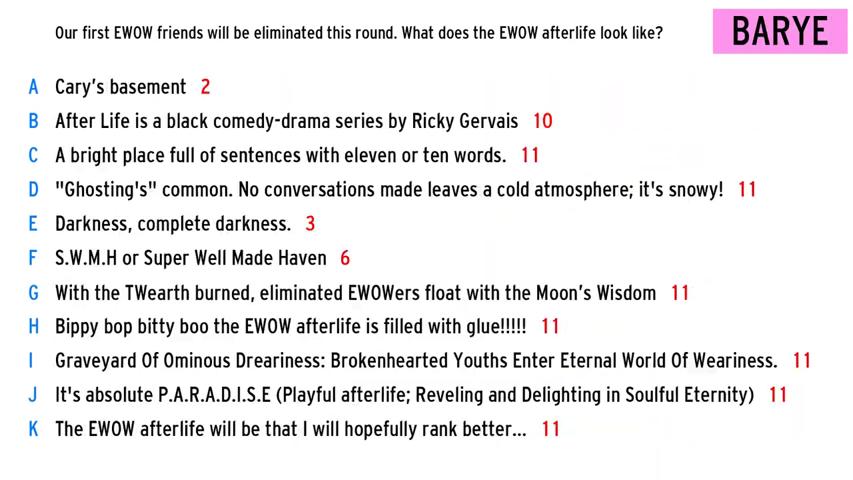 Our first EWOW friends will be eliminated this round. What does the EWOW afterlife look like?
BARYE
A Cary's basement 2
B After Life is a black comedy-drama series by Ricky Gervais 10
C A bright place full of sentences with eleven or ten words. 11
D "Ghosting's" common. No conversations made leaves a cold atmosphere; it's snowy! 11
E Darkness, complete darkness. 3
F S.W.M.H or Super Well Made Haven 6
G With the TWearth burned, eliminated EWOWers float with the Moon's Wisdom 11
H Bippy bop bitty boo the EWOW afterlife is filled with glue!!!!! 11
I Graveyard Of Ominous Dreariness: Brokenhearted Youths Enter Eternal World Of Weariness. 11
J It's absolute P.A.R.A.D.I.S.E (Playful afterlife; Reveling and Delighting in Soulful Eternity) 11
K The EWOW afterlife will be that I will hopefully rank better... 11